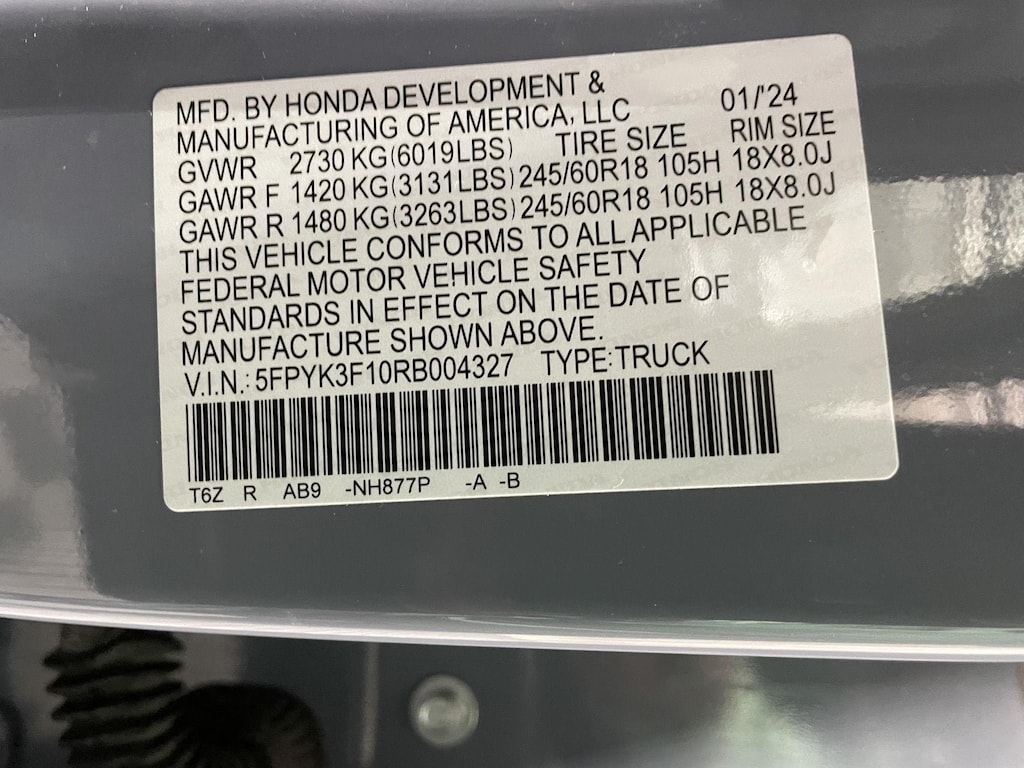 MFD. BY HONDA DEVELOPMENT &
MANUFACTURING OF AMERICA, LLC 01/'24
GVWR 2730 KG(6019LBS) TIRE SIZE RIM SIZE
GAWR F 1420 KG(3131LBS) 245/60R18 105H 18X8.0J
GAWR R 1480 KG(3263LBS) 245/60R18 105H 18X8.0J
THIS VEHICLE CONFORMS TO ALL APPLICABLE
FEDERAL MOTOR VEHICLE SAFETY
STANDARDS IN EFFECT ON THE DATE OF
MANUFACTURE SHOWN ABOVE.
V.I.N.: 5FPYK3F10RB004327 TYPE:TRUCK
T6Z R AB9 -NH877P -A -B